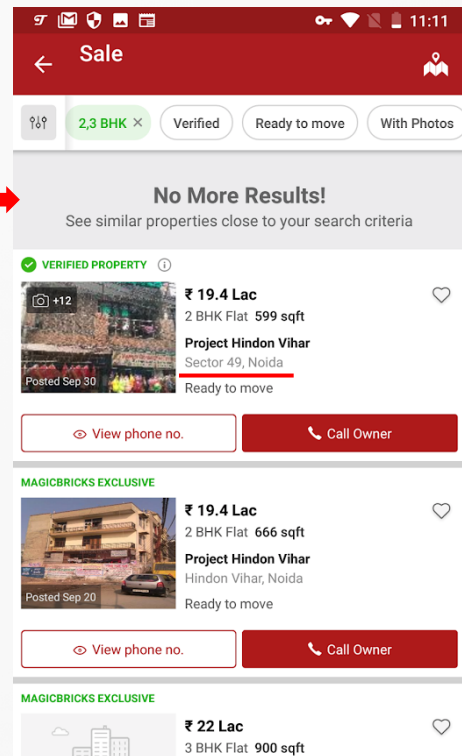 11:11
Sale
2,3 BHK ×
Verified
Ready to move
With Photos
No More Results!
See similar properties close to your search criteria
VERIFIED PROPERTY
+12
Posted Sep 30
₹ 19.4 Lac
2 BHK Flat 599 sqft
Project Hindon Vihar
Sector 49, Noida
Ready to move
View phone no.
Call Owner
MAGICBRICKS EXCLUSIVE
Posted Sep 20
₹ 19.4 Lac
2 BHK Flat 666 sqft
Project Hindon Vihar
Hindon Vihar, Noida
Ready to move
View phone no.
Call Owner
MAGICBRICKS EXCLUSIVE
₹ 22 Lac
3 BHK Flat 900 sqft